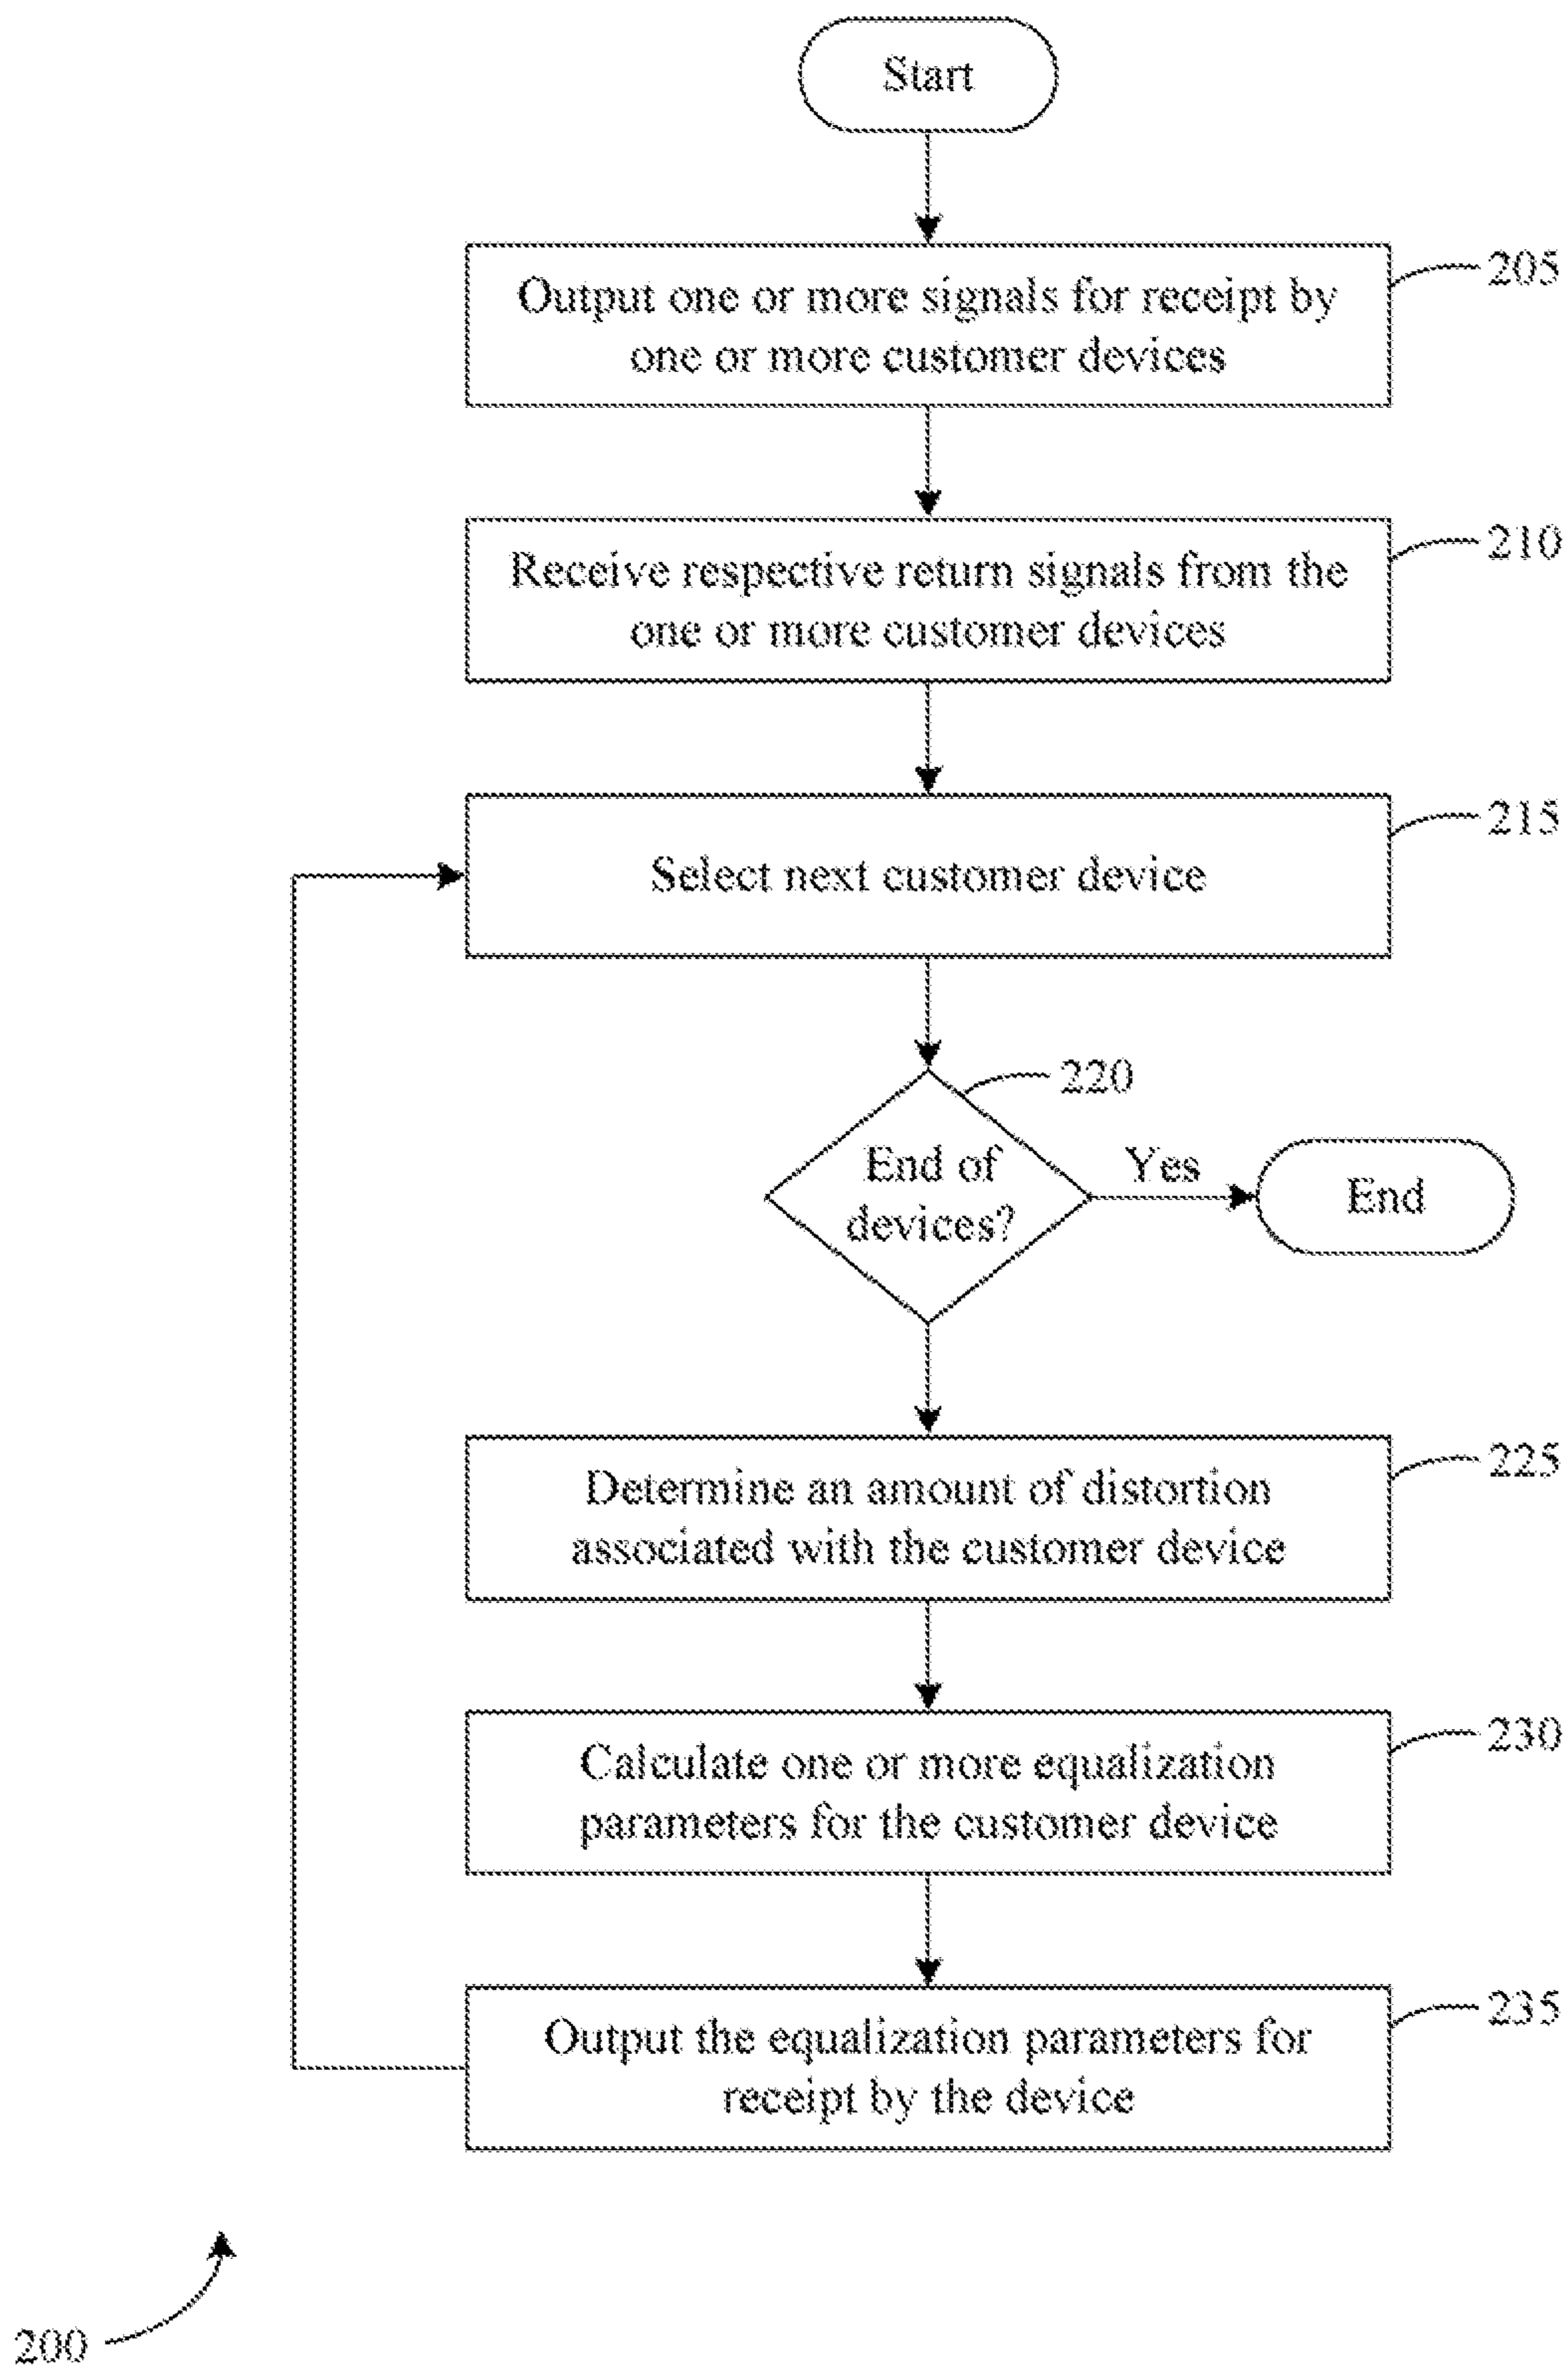 Start
Output one or more signals for receipt by
one or more customer devices
205
Receive respective return signals from the
one or more customer devices
210
Select next customer device
215
220
End of
devices?
Yes
End
Determine an amount of distortion
associated with the customer device
225
Calculate one or more equalization
parameters for the customer device
230
Output the equalization parameters for
receipt by the device
235
200